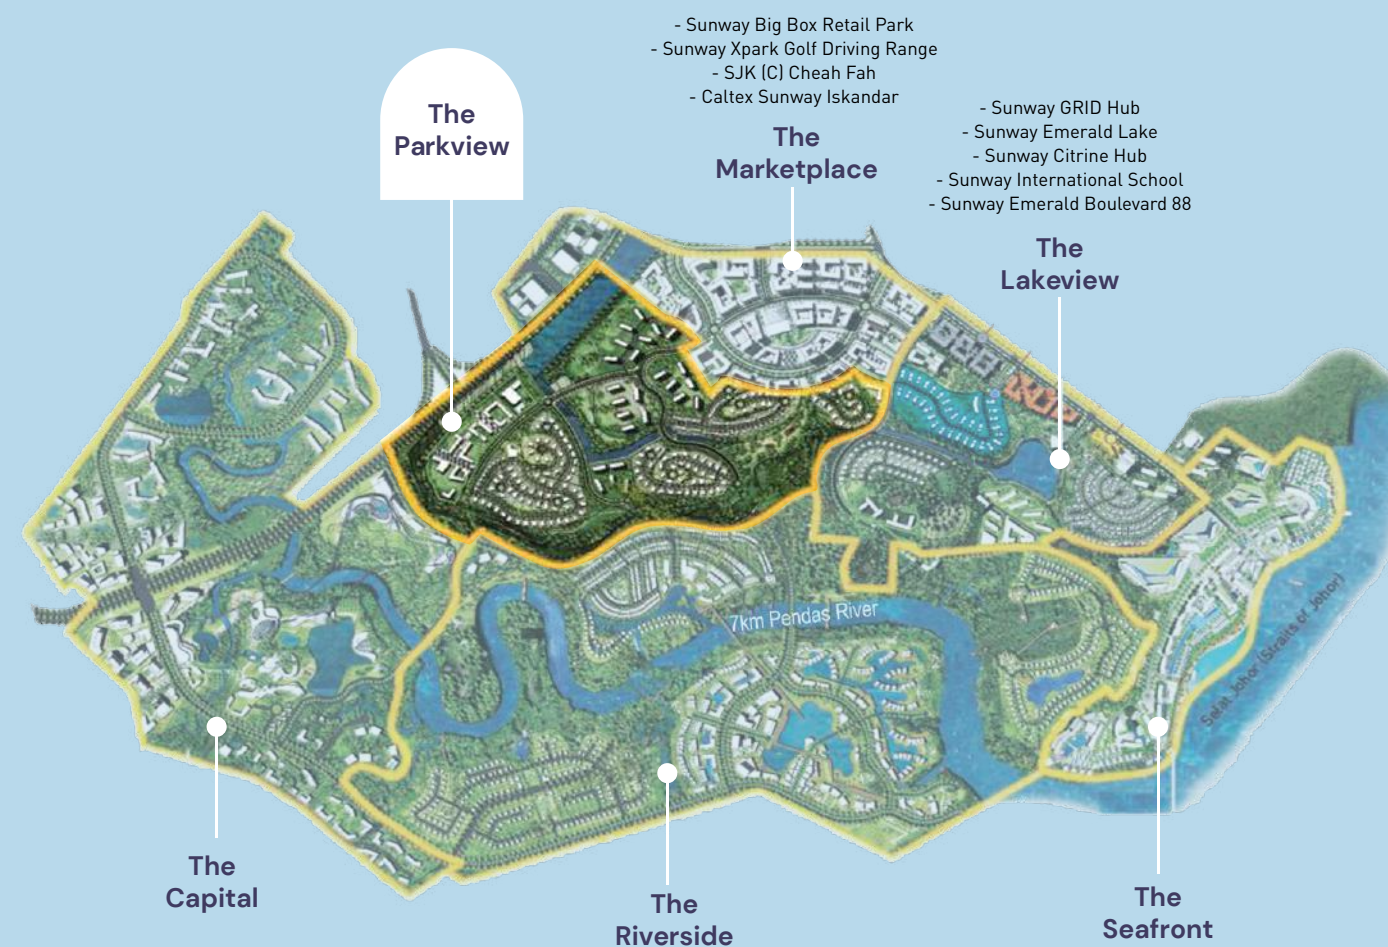 - Sunway Big Box Retail Park
- Sunway Xpark Golf Driving Range
- SJK (C) Cheah Fah
- Caltex Sunway Iskandar
The
Marketplace
The
Parkview
- Sunway GRID Hub
- Sunway Emerald Lake
- Sunway Citrine Hub
- Sunway International School
- Sunway Emerald Boulevard 88
The
Lakeview
7km Pendas River
Selat Johor (Straits of Johor)
The
Capital
The
Riverside
The
Seafront